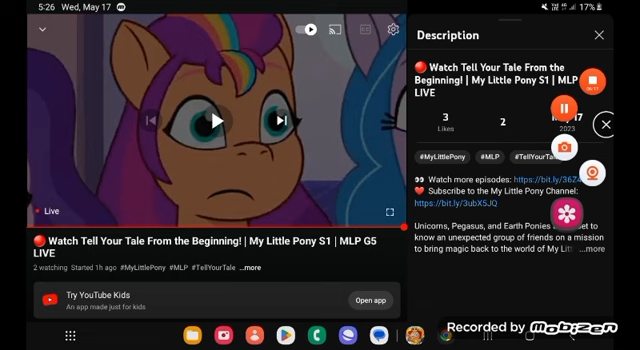 5:26 Wed, May 17
17%
Live
🔴Watch Tell Your Tale From the Beginning! | My Little Pony S1 | MLP G5
LIVE
2 watching Started 1h ago #MyLittlePony #MLP #TellYourTale ...more
Try YouTube Kids
An app made just for kids
Open app
Description
🔴Watch Tell Your Tale From the
Beginning! | My Little Pony S1 | MLP
LIVE
3
2
17
Likes
2023
#MyLittlePony
#MLP
👀 Watch more episodes:
❤️ Subscribe to the My Little Pony Channel:
https://bit.ly/3ubX5JQ
Unicorns, Pegasus, and Earth Ponies
to
know an unexpected group of friends on a mission
to bring magic back to the world of My
...more
Recorded by Mobizen